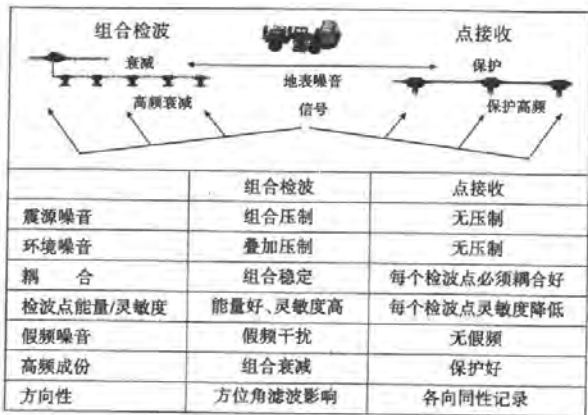 组合检波
点接收
衰减
保护
地表噪音
高频衰减
信号
保护高频
组合检波 点接收
震源噪音 组合压制 无压制
环境噪音 叠加压制 无压制
耦 合 组合稳定 每个检波点必须耦合好
检波点能量/灵敏度 能量好、灵敏度高 每个检波点灵敏度降低
假频噪音 假频干扰 无假频
高频成份 组合衰减 保护好
方向性 方位角滤波影响 各向同性记录